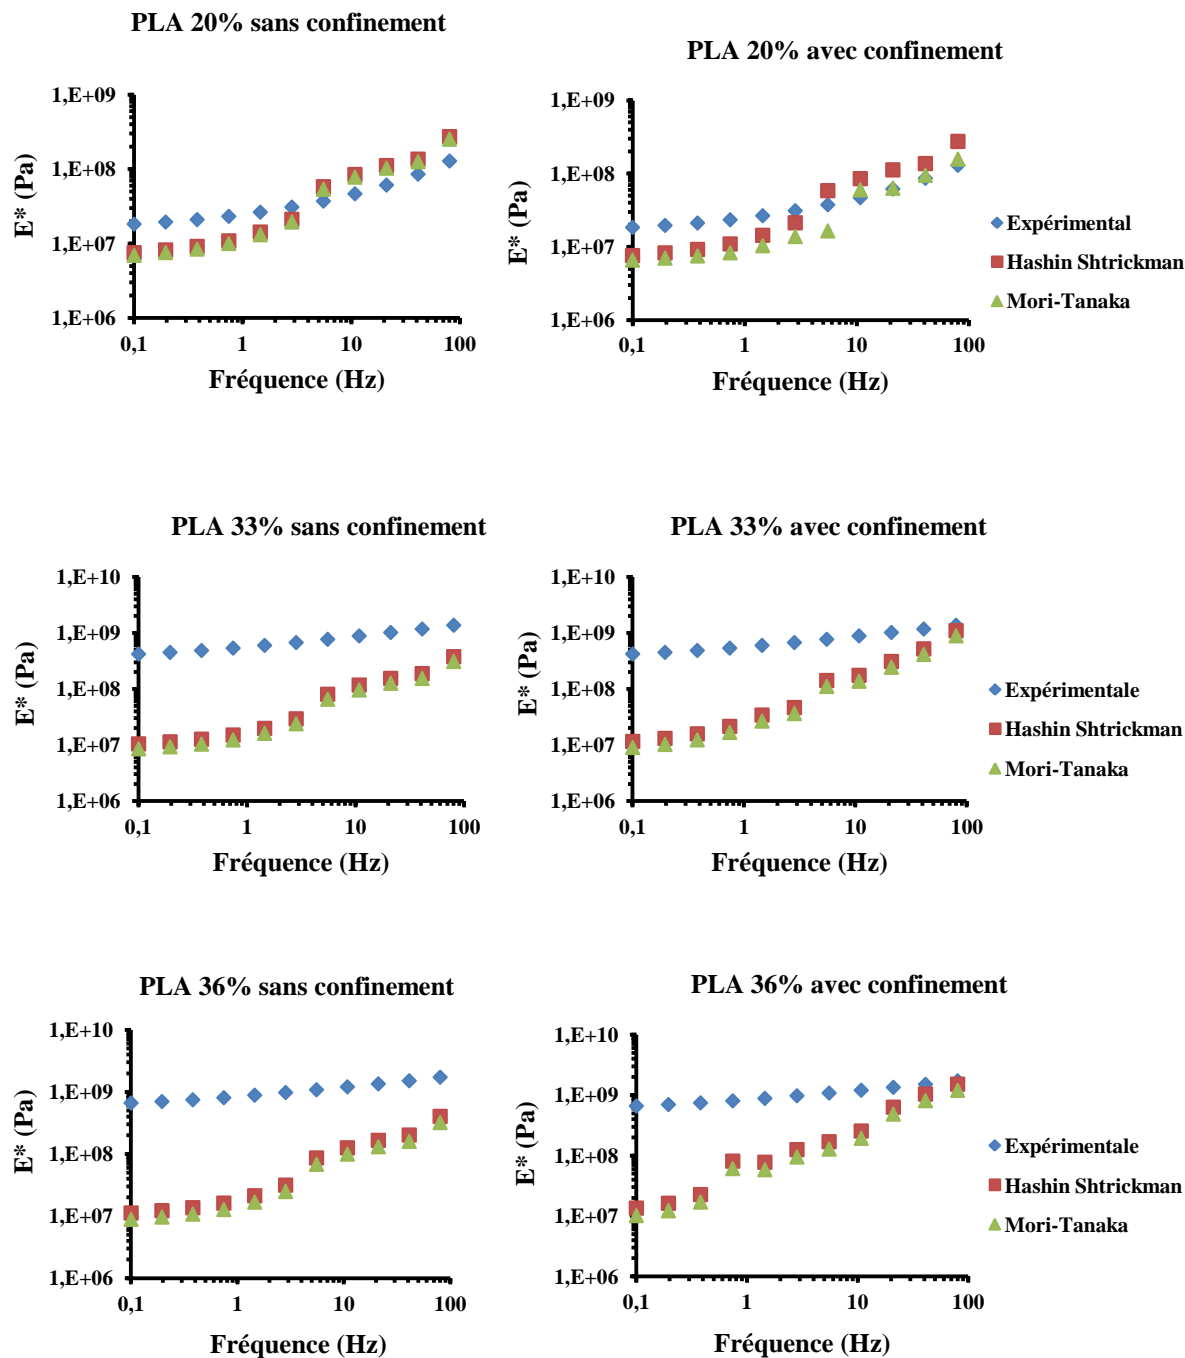 PLA 20% sans confinement
1,E+09
1,E+08
1,E+07
1,E+06
E* (Pa)
0,1 1 10 100
Fréquence (Hz)
PLA 20% avec confinement
1,E+09
1,E+08
1,E+07
1,E+06
E* (Pa)
0,1 1 10 100
Fréquence (Hz)
Expérimental
Hashin Shtrickman
Mori-Tanaka
PLA 33% sans confinement
1,E+10
1,E+09
1,E+08
1,E+07
1,E+06
E* (Pa)
0,1 1 10 100
Fréquence (Hz)
PLA 33% avec confinement
1,E+10
1,E+09
1,E+08
1,E+07
1,E+06
E* (Pa)
0,1 1 10 100
Fréquence (Hz)
Expérimentale
Hashin Shtrickman
Mori-Tanaka
PLA 36% sans confinement
1,E+10
1,E+09
1,E+08
1,E+07
1,E+06
E* (Pa)
0,1 1 10 100
Fréquence (Hz)
PLA 36% avec confinement
1,E+10
1,E+09
1,E+08
1,E+07
1,E+06
E* (Pa)
0,1 1 10 100
Fréquence (Hz)
Expérimentale
Hashin Shtrickman
Mori-Tanaka